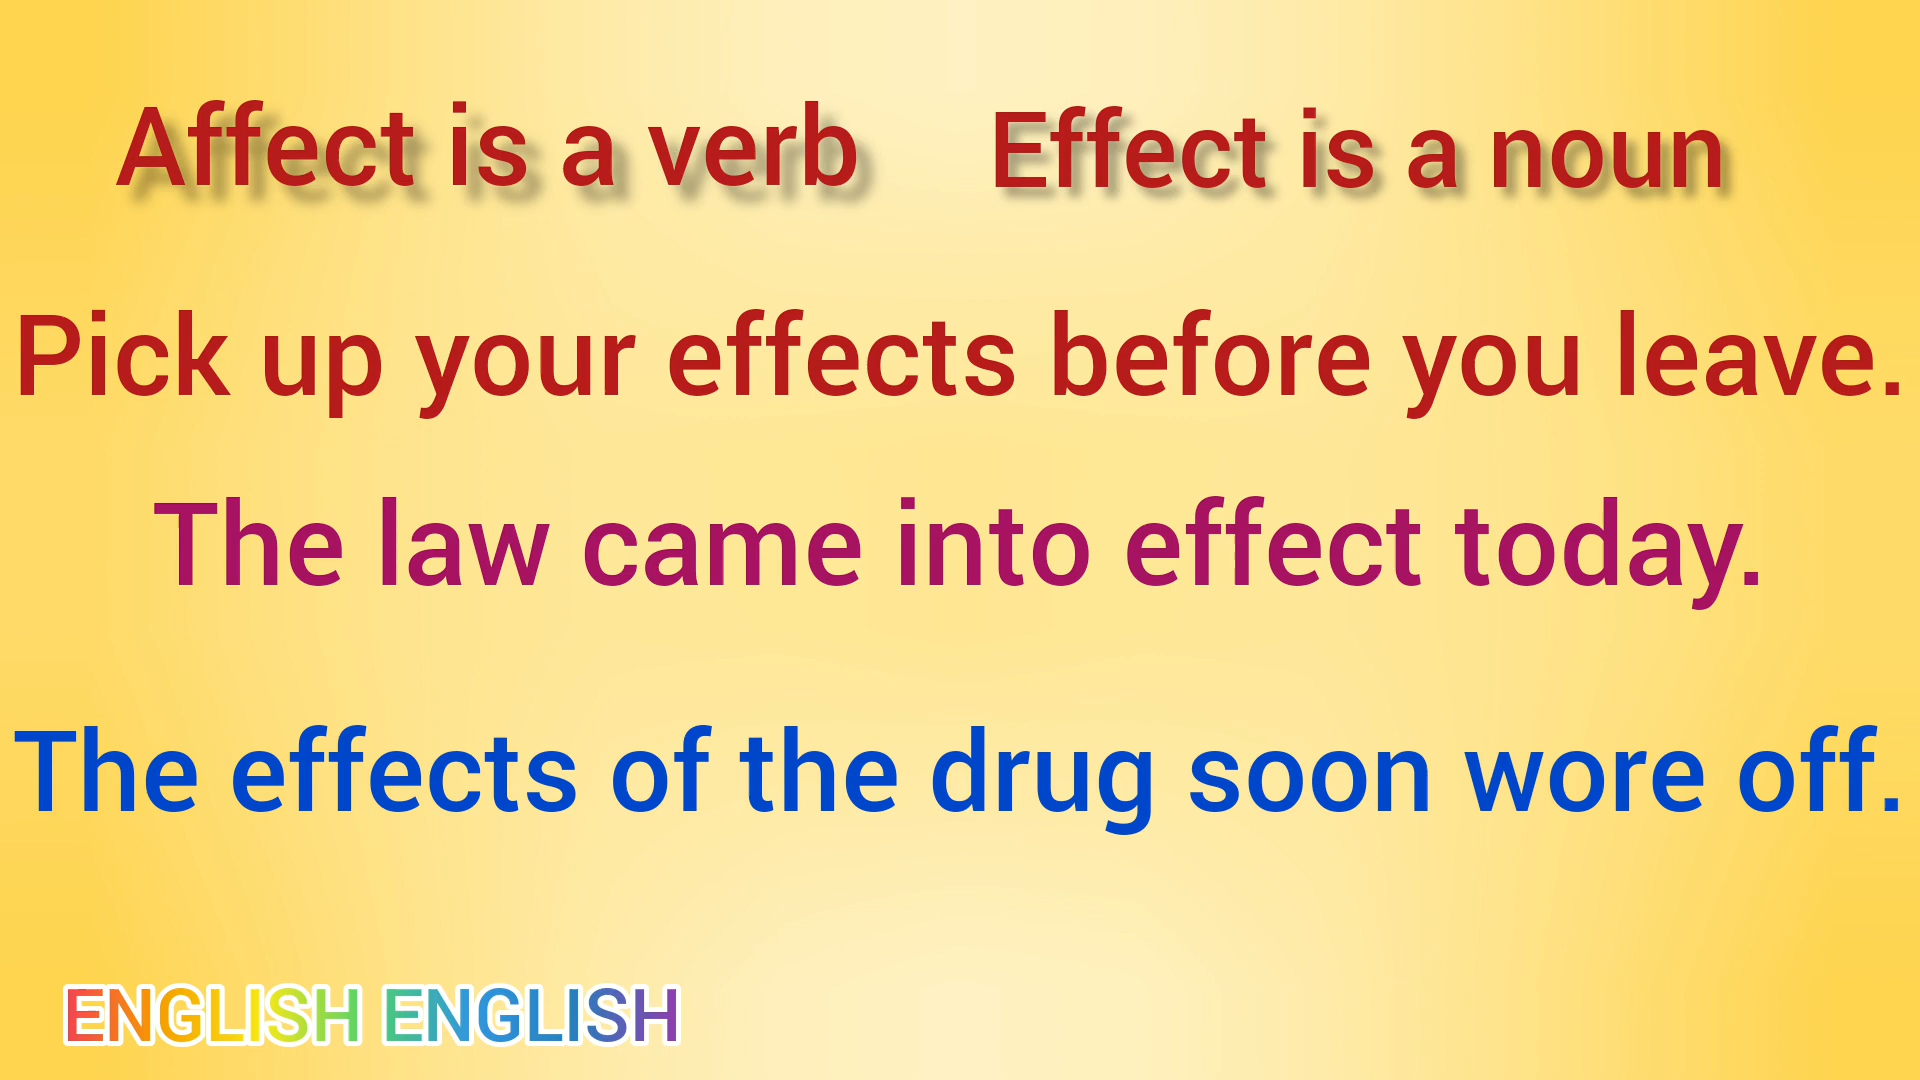 Affect is a verb Effect is a noun
Pick up your effects before you leave.
The law came into effect today.
The effects of the drug soon wore off.
ENGLISH ENGLISH